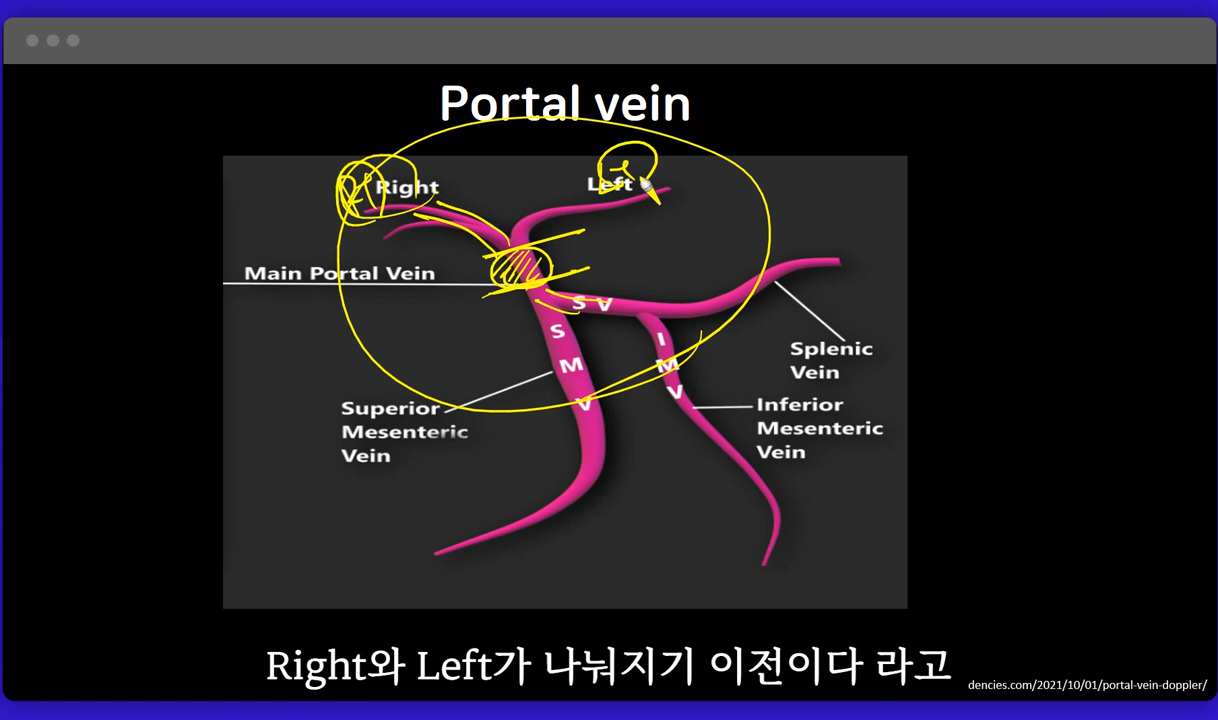 Portal vein
Right
Left
Main Portal Vein
S V
S
M
V
I
M
V
Splenic
Vein
Superior
Mesenteric
Vein
Inferior
Mesenteric
Vein
Right와 Left가 나눠지기 이전이다 라고
dencies.com/2021/10/01/portal-vein-doppler/